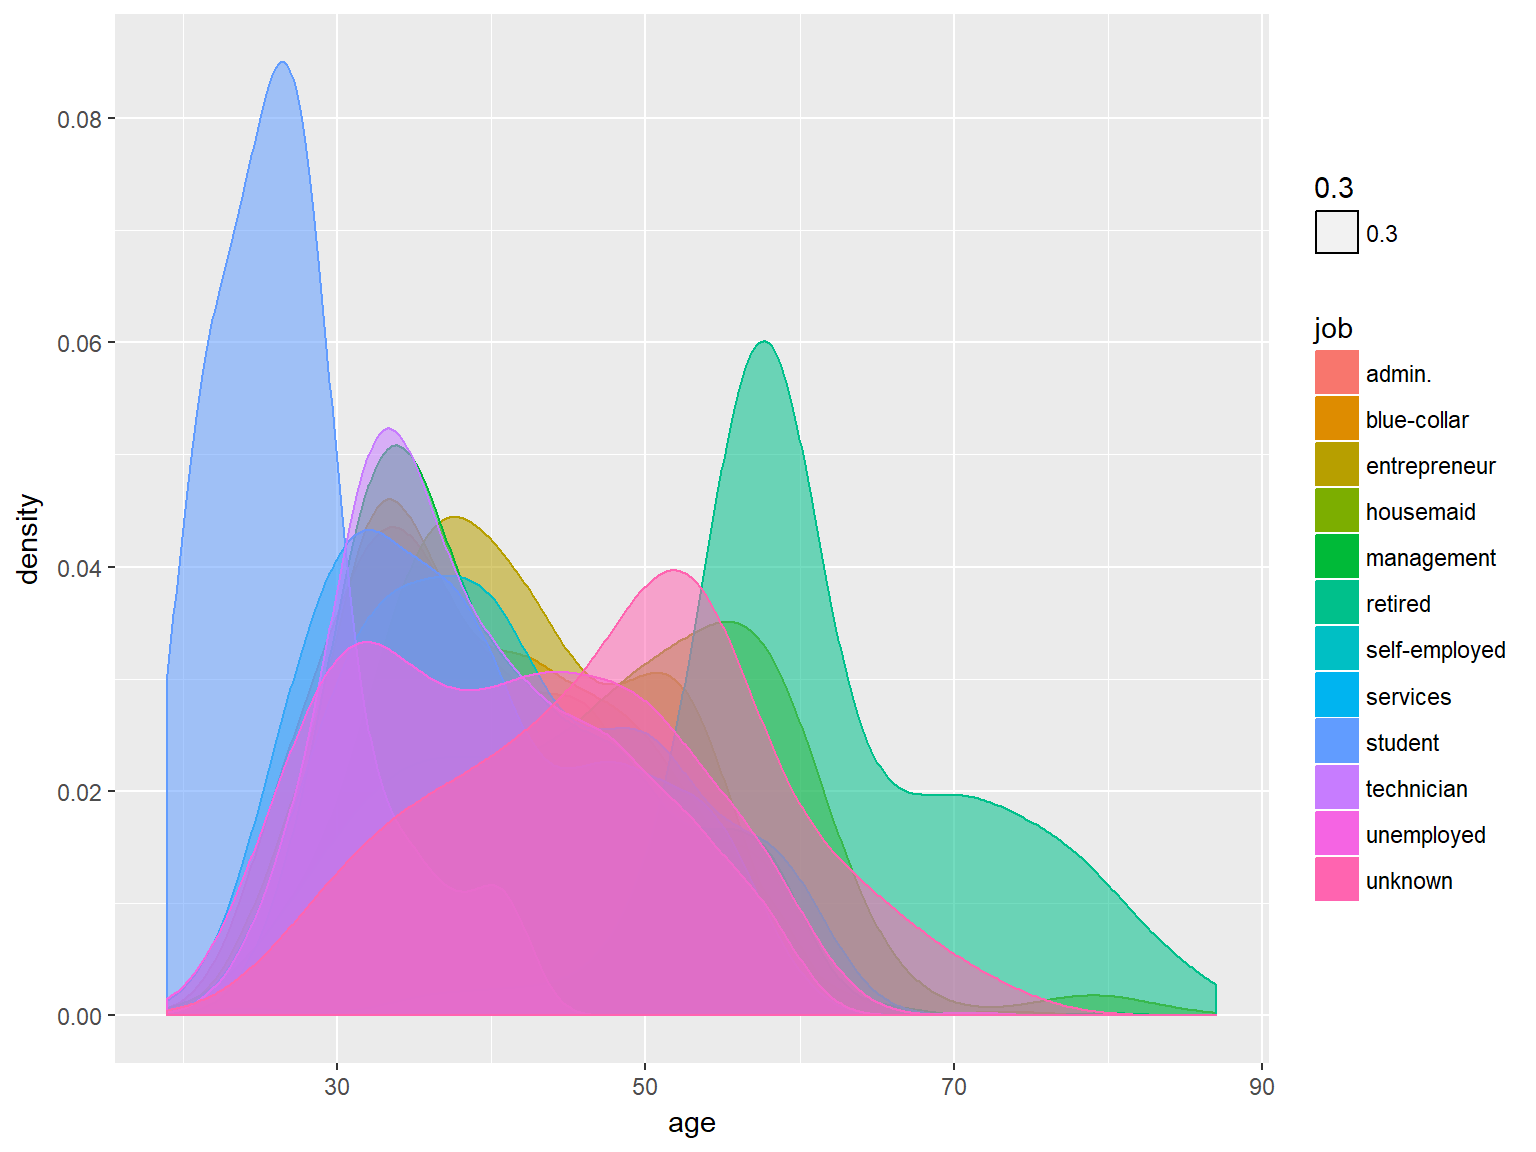 density
0.08
0.06
0.04
0.02
0.00
30 50 70 90
age
0.3
0.3
job
admin.
blue-collar
entrepreneur
housemaid
management
retired
self-employed
services
student
technician
unemployed
unknown